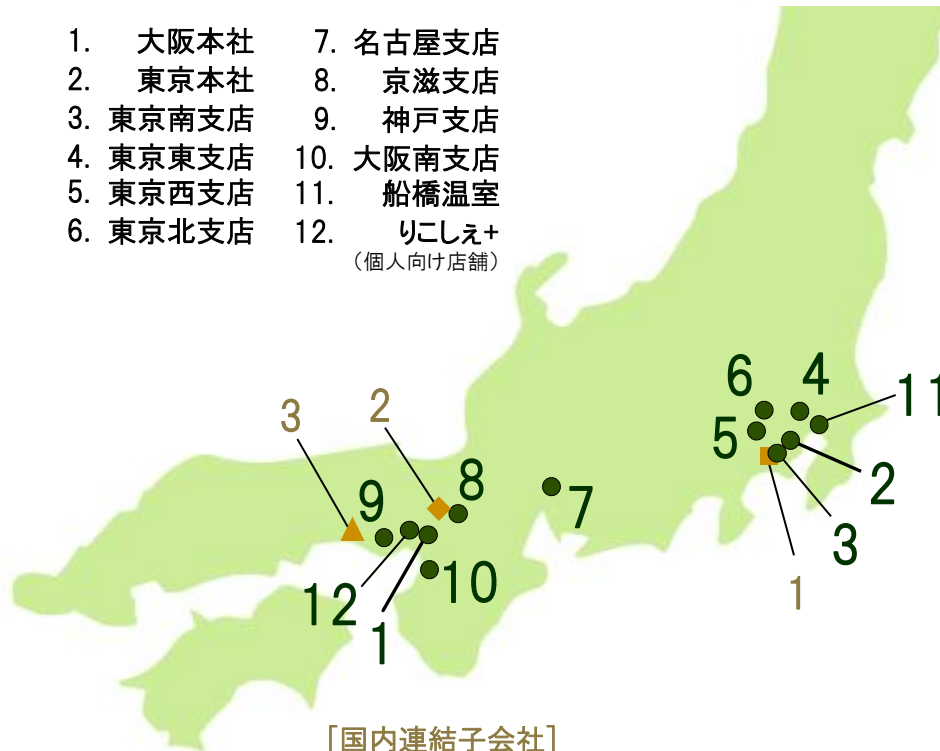 1. 大阪本社
2. 東京本社
3. 東京南支店
4. 東京東支店
5. 東京西支店
6. 東京北支店
7. 名古屋支店
8. 京滋支店
9. 神戸支店
10. 大阪南支店
11. 船橋温室
12. りこしぇ+
（個人向け店舗）
6
4
11
5
2
3
1
3
2
9
8
7
12
10
1
[国内連結子会社]